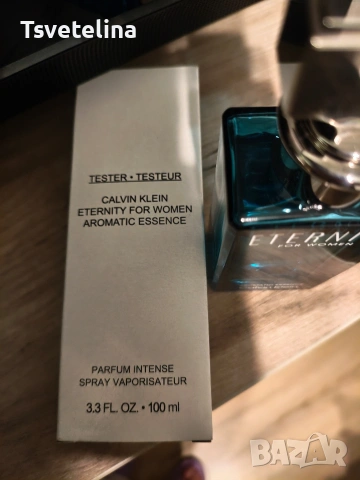 Tsvetelina
TESTER • TESTEUR
CALVIN KLEIN
ETERNITY FOR WOMEN
AROMATIC ESSENCE
PARFUM INTENSE
SPRAY VAPORISATEUR
3.3 FL. OZ. • 100 ml
ETERNI
FOR WOMEN
BAZAR